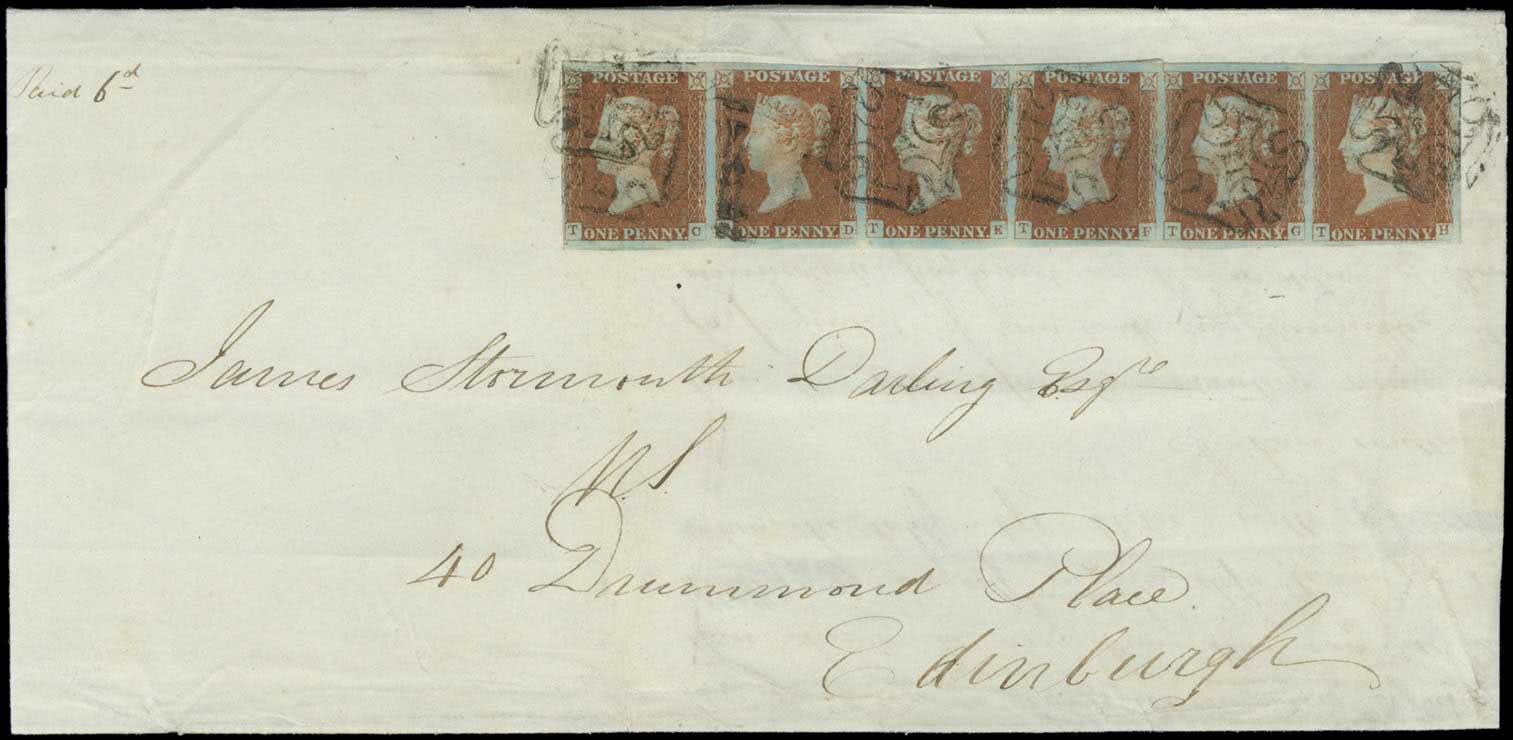 Paid 6d
POSTAGE POSTAGE POSTAGE POSTAGE POSTAGE POSTAGE
T ONE PENNY C ONE PENNY D T ONE PENNY E T ONE PENNY F T ONE PENNY G T ONE PENNY H
James Stormonth Darling Esqre
W.S
40 Drummond Place
Edinburgh